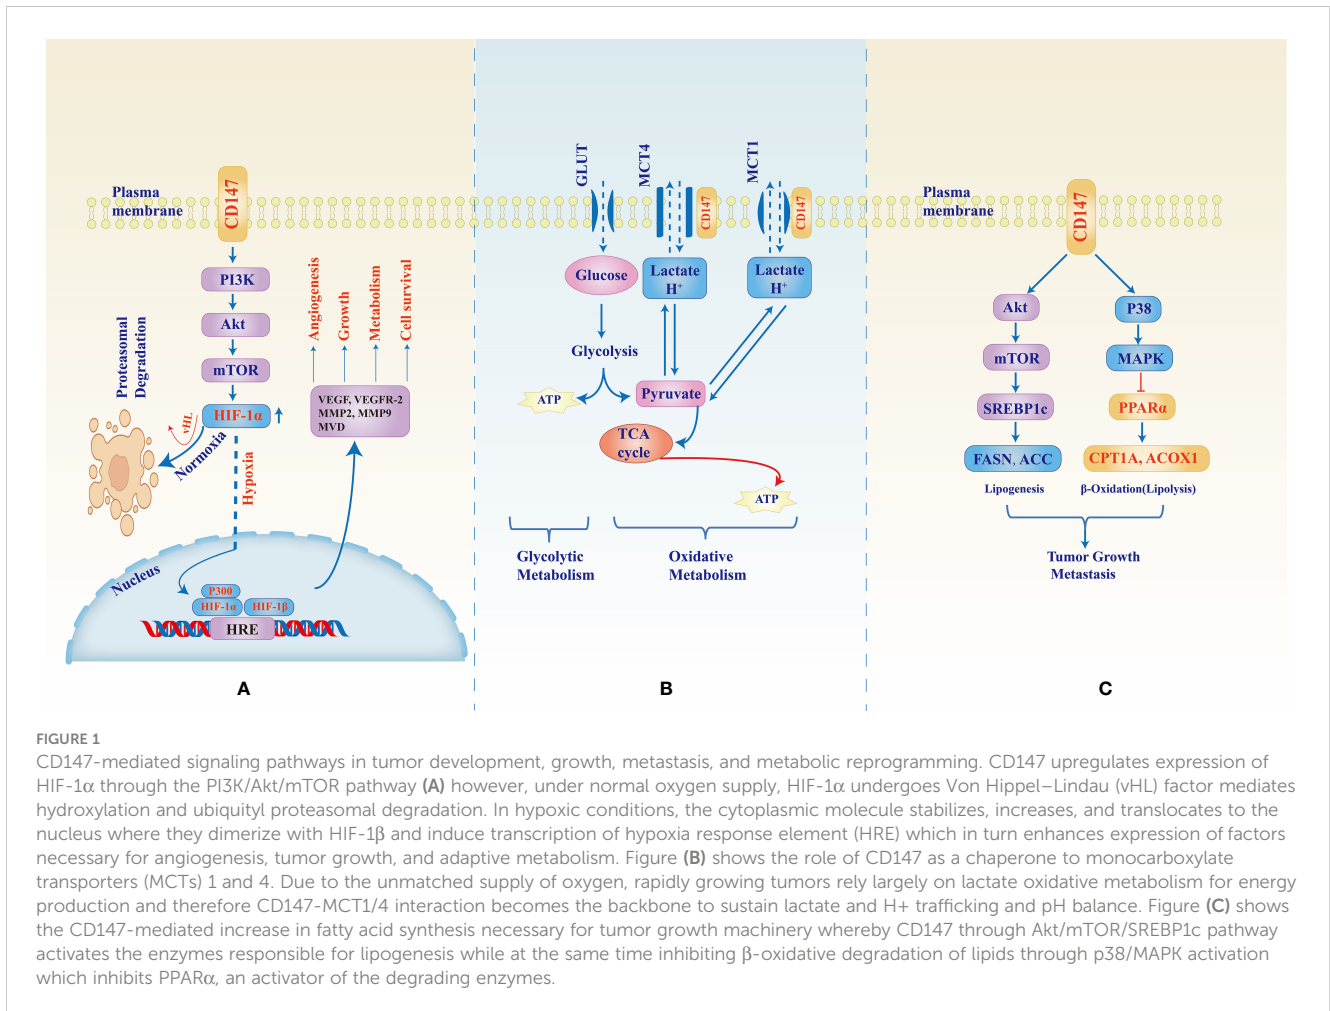 Plasma
membrane
CD147
PI3K
Akt
mTOR
HIF-1α
vHL
Normoxia
Proteasomal
Degradation
Hypoxia
Angiogenesis
Growth
Metabolism
Cell survival
VEGF, VEGFR-2
MMP2, MMP9
MVD
Nucleus
P300
HIF-1α
HIF-1β
HRE
A
GLUT
MCT4
CD147
MCT1
CD147
Glucose
Lactate
H+
Lactate
H+
Glycolysis
ATP
Pyruvate
TCA
cycle
ATP
Glycolytic
Metabolism
Oxidative
Metabolism
B
Plasma
membrane
CD147
Akt
mTOR
SREBP1c
FASN, ACC
Lipogenesis
P38
MAPK
PPARα
CPT1A, ACOX1
β-Oxidation(Lipolysis)
Tumor Growth
Metastasis
C
FIGURE 1
CD147-mediated signaling pathways in tumor development, growth, metastasis, and metabolic reprogramming. CD147 upregulates expression of
HIF-1α through the PI3K/Akt/mTOR pathway (A) however, under normal oxygen supply, HIF-1α undergoes Von Hippel–Lindau (vHL) factor mediates
hydroxylation and ubiquityl proteasomal degradation. In hypoxic conditions, the cytoplasmic molecule stabilizes, increases, and translocates to the
nucleus where they dimerize with HIF-1β and induce transcription of hypoxia response element (HRE) which in turn enhances expression of factors
necessary for angiogenesis, tumor growth, and adaptive metabolism. Figure (B) shows the role of CD147 as a chaperone to monocarboxylate
transporters (MCTs) 1 and 4. Due to the unmatched supply of oxygen, rapidly growing tumors rely largely on lactate oxidative metabolism for energy
production and therefore CD147-MCT1/4 interaction becomes the backbone to sustain lactate and H+ trafficking and pH balance. Figure (C) shows
the CD147-mediated increase in fatty acid synthesis necessary for tumor growth machinery whereby CD147 through Akt/mTOR/SREBP1c pathway
activates the enzymes responsible for lipogenesis while at the same time inhibiting β-oxidative degradation of lipids through p38/MAPK activation
which inhibits PPARα, an activator of the degrading enzymes.